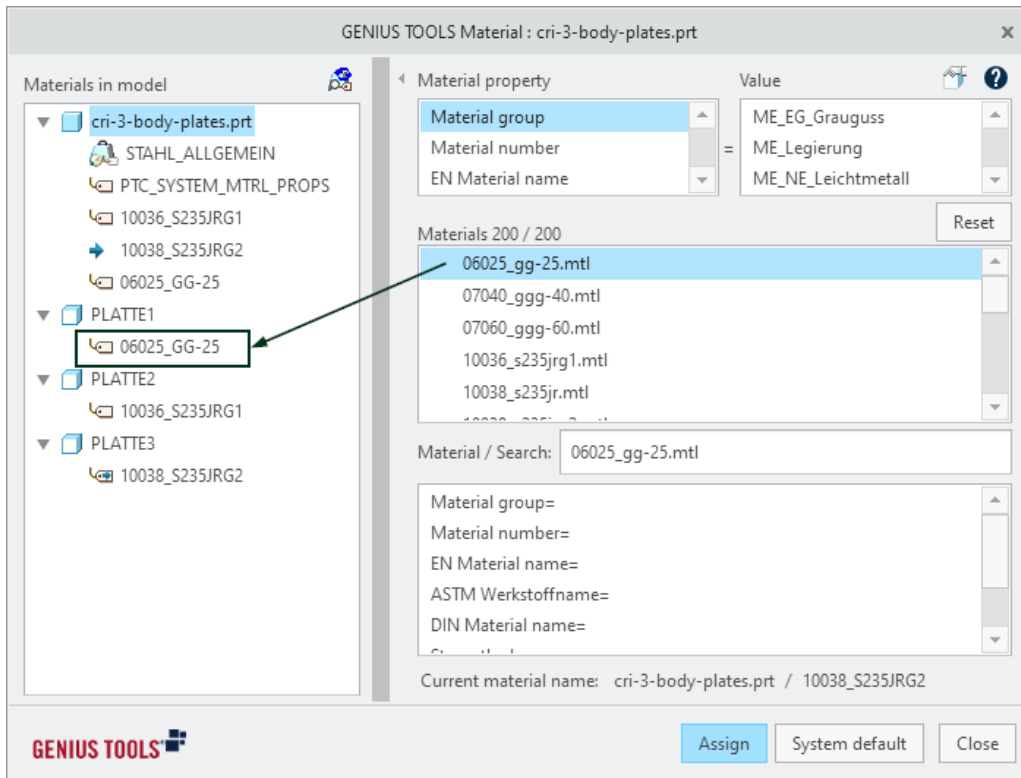 GENIUS TOOLS Material : cri-3-body-plates.prt
Materials in model
cri-3-body-plates.prt
STAHL_ALLGEMEIN
PTC_SYSTEM_MTRL_PROPS
10036_S235JRG1
10038_S235JRG2
06025_GG-25
PLATTE1
06025_GG-25
PLATTE2
10036_S235JRG1
PLATTE3
10038_S235JRG2
Material property
Value
Material group
Material number
EN Material name
=
ME_EG_Grauguss
ME_Legierung
ME_NE_Leichtmetall
Reset
Materials 200 / 200
06025_gg-25.mtl
07040_ggg-40.mtl
07060_ggg-60.mtl
10036_s235jrg1.mtl
10038_s235jr.mtl
Material / Search: 06025_gg-25.mtl
Material group=
Material number=
EN Material name=
ASTM Werkstoffname=
DIN Material name=
Current material name: cri-3-body-plates.prt / 10038_S235JRG2
GENIUS TOOLS
Assign
System default
Close